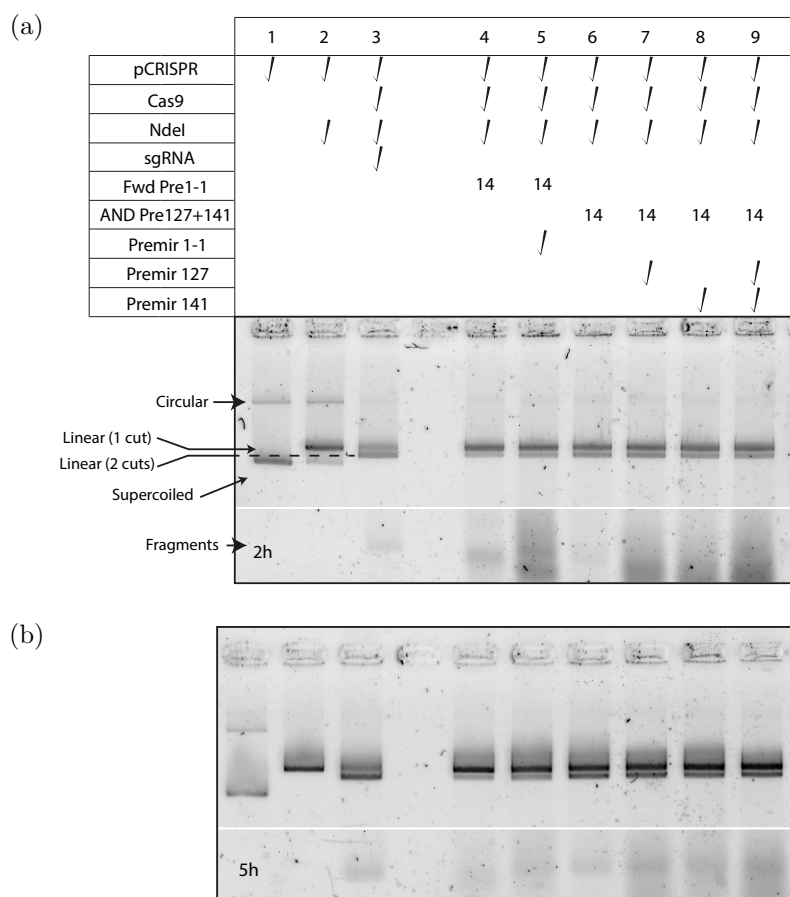 (a)
1 2 3 4 5 6 7 8 9
pCRISPR
Cas9
NdeI
sgRNA
Fwd Pre1-1 14 14
AND Pre127+141 14 14 14 14
Premir 1-1
Premir 127
Premir 141
Circular
Linear (1 cut)
Linear (2 cuts)
Supercoiled
Fragments
2h
(b)
5h